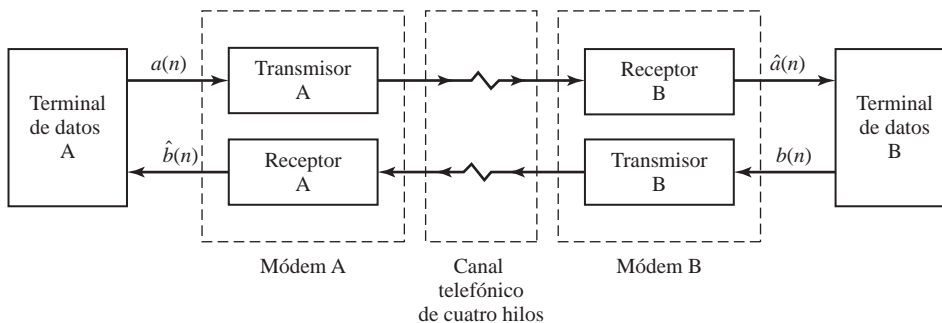 Terminal
de datos
A
a(n)
b̂(n)
Transmisor
A
Receptor
A
Módem A
Canal
telefónico
de cuatro hilos
Receptor
B
Transmisor
B
Módem B
â(n)
b(n)
Terminal
de datos
B